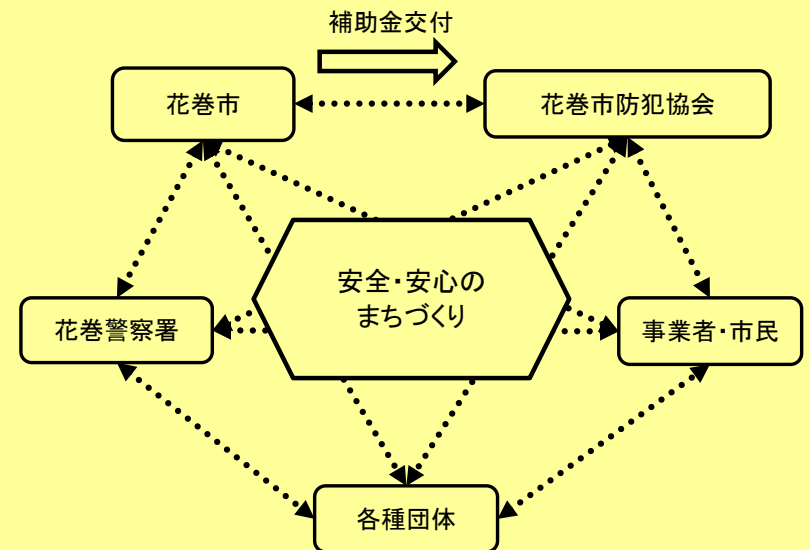 補助金交付
花巻市
花巻市防犯協会
安全・安心の
まちづくり
花巻警察署
事業者・市民
各種団体